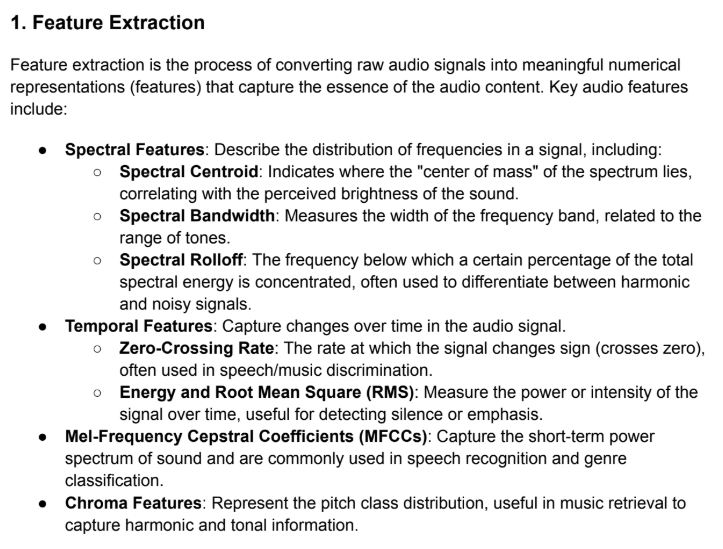 1. Feature Extraction
Feature extraction is the process of converting raw audio signals into meaningful numerical
representations (features) that capture the essence of the audio content. Key audio features
include:
● Spectral Features: Describe the distribution of frequencies in a signal, including:
○ Spectral Centroid: Indicates where the "center of mass" of the spectrum lies,
correlating with the perceived brightness of the sound.
○ Spectral Bandwidth: Measures the width of the frequency band, related to the
range of tones.
○ Spectral Rolloff: The frequency below which a certain percentage of the total
spectral energy is concentrated, often used to differentiate between harmonic
and noisy signals.
● Temporal Features: Capture changes over time in the audio signal.
○ Zero-Crossing Rate: The rate at which the signal changes sign (crosses zero),
often used in speech/music discrimination.
○ Energy and Root Mean Square (RMS): Measure the power or intensity of the
signal over time, useful for detecting silence or emphasis.
● Mel-Frequency Cepstral Coefficients (MFCCs): Capture the short-term power
spectrum of sound and are commonly used in speech recognition and genre
classification.
● Chroma Features: Represent the pitch class distribution, useful in music retrieval to
capture harmonic and tonal information.